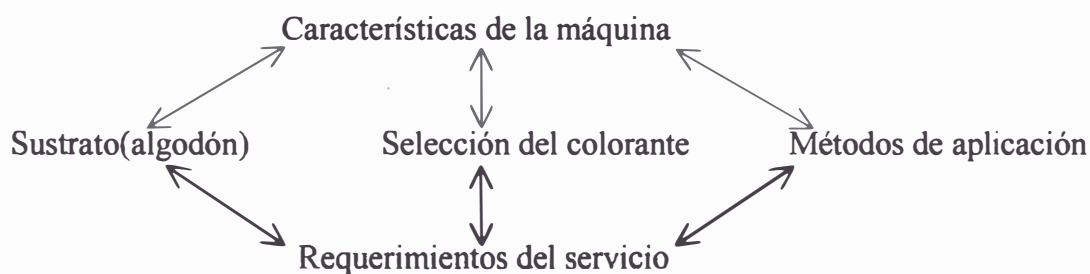 Características de la máquina
Sustrato(algodón) Selección del colorante Métodos de aplicación
Requerimientos del servicio